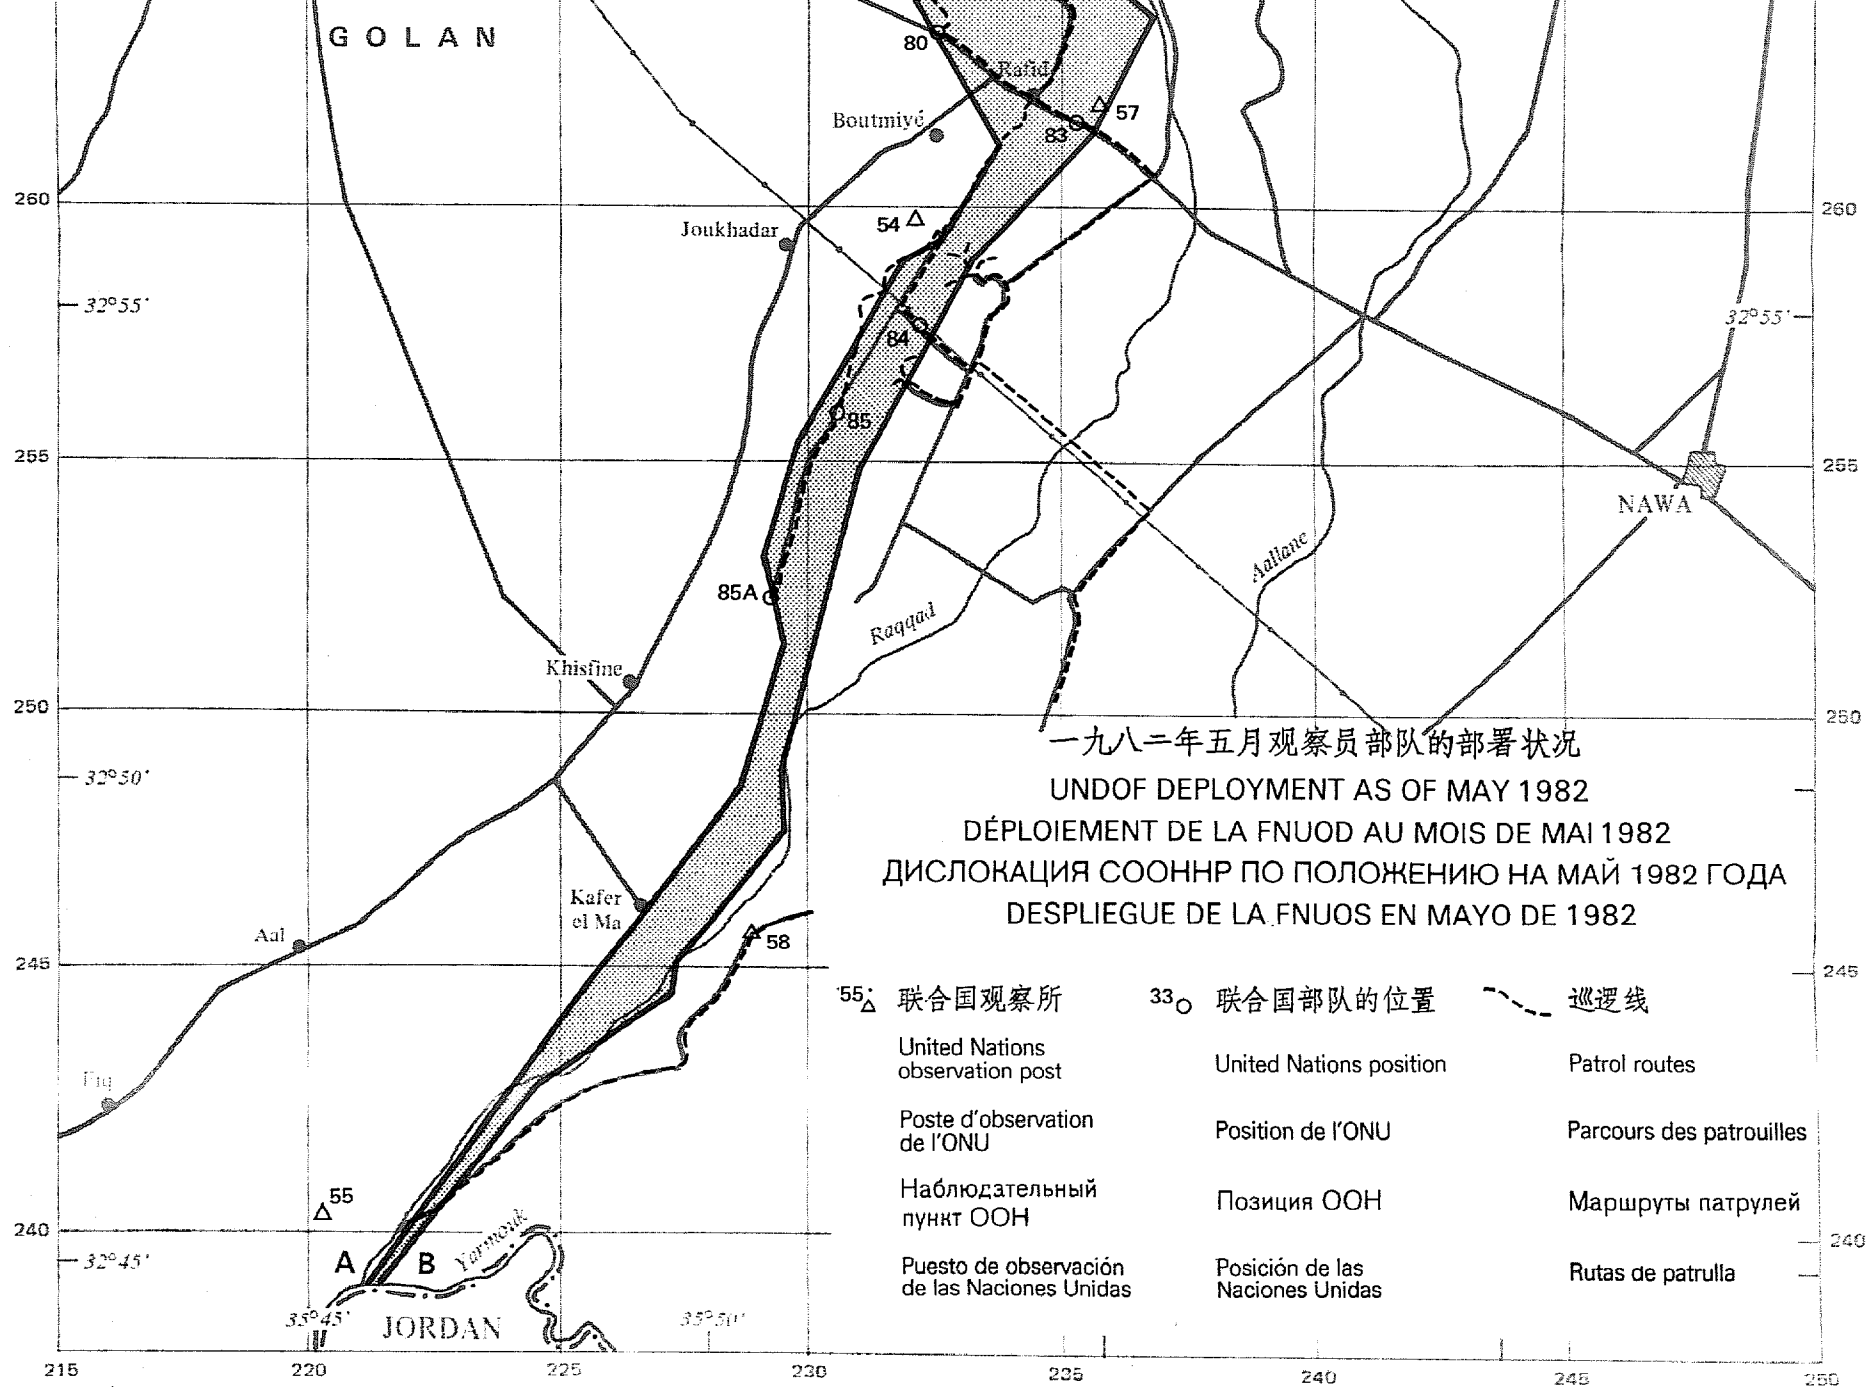 GOLAN
80
Rafid
57
Boutmiyé
83
260
54
260
Joukhadar
32°55'
32°55'
84
85
255
255
NAWA
Aallane
85A
Raqqad
Khisfine
250
250
一九八二年五月观察员部队的部署状况
32°50'
UNDOF DEPLOYMENT AS OF MAY 1982
DÉPLOIEMENT DE LA FNUOD AU MOIS DE MAI 1982
ДИСЛОКАЦИЯ СООННР ПО ПОЛОЖЕНИЮ НА МАЙ 1982 ГОДА
DESPLIEGUE DE LA FNUOS EN MAYO DE 1982
Kafer
el Ma
Aal
58
245
245
55 联合国观察所
33 联合国部队的位置
巡逻线
United Nations
observation post
United Nations position
Patrol routes
Fiq
Poste d'observation
de l'ONU
Position de l'ONU
Parcours des patrouilles
Наблюдательный
пункт ООН
Позиция ООН
Маршруты патрулей
55
240
240
Yarmouk
A
B
32°45'
Puesto de observación
de las Naciones Unidas
Posición de las
Naciones Unidas
Rutas de patrulla
35°45'
JORDAN
35°50'
215
220
225
230
235
240
245
250